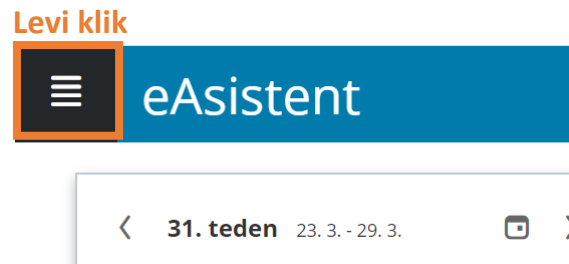 Levi klik
eAsistent
31. teden 23. 3. - 29. 3.